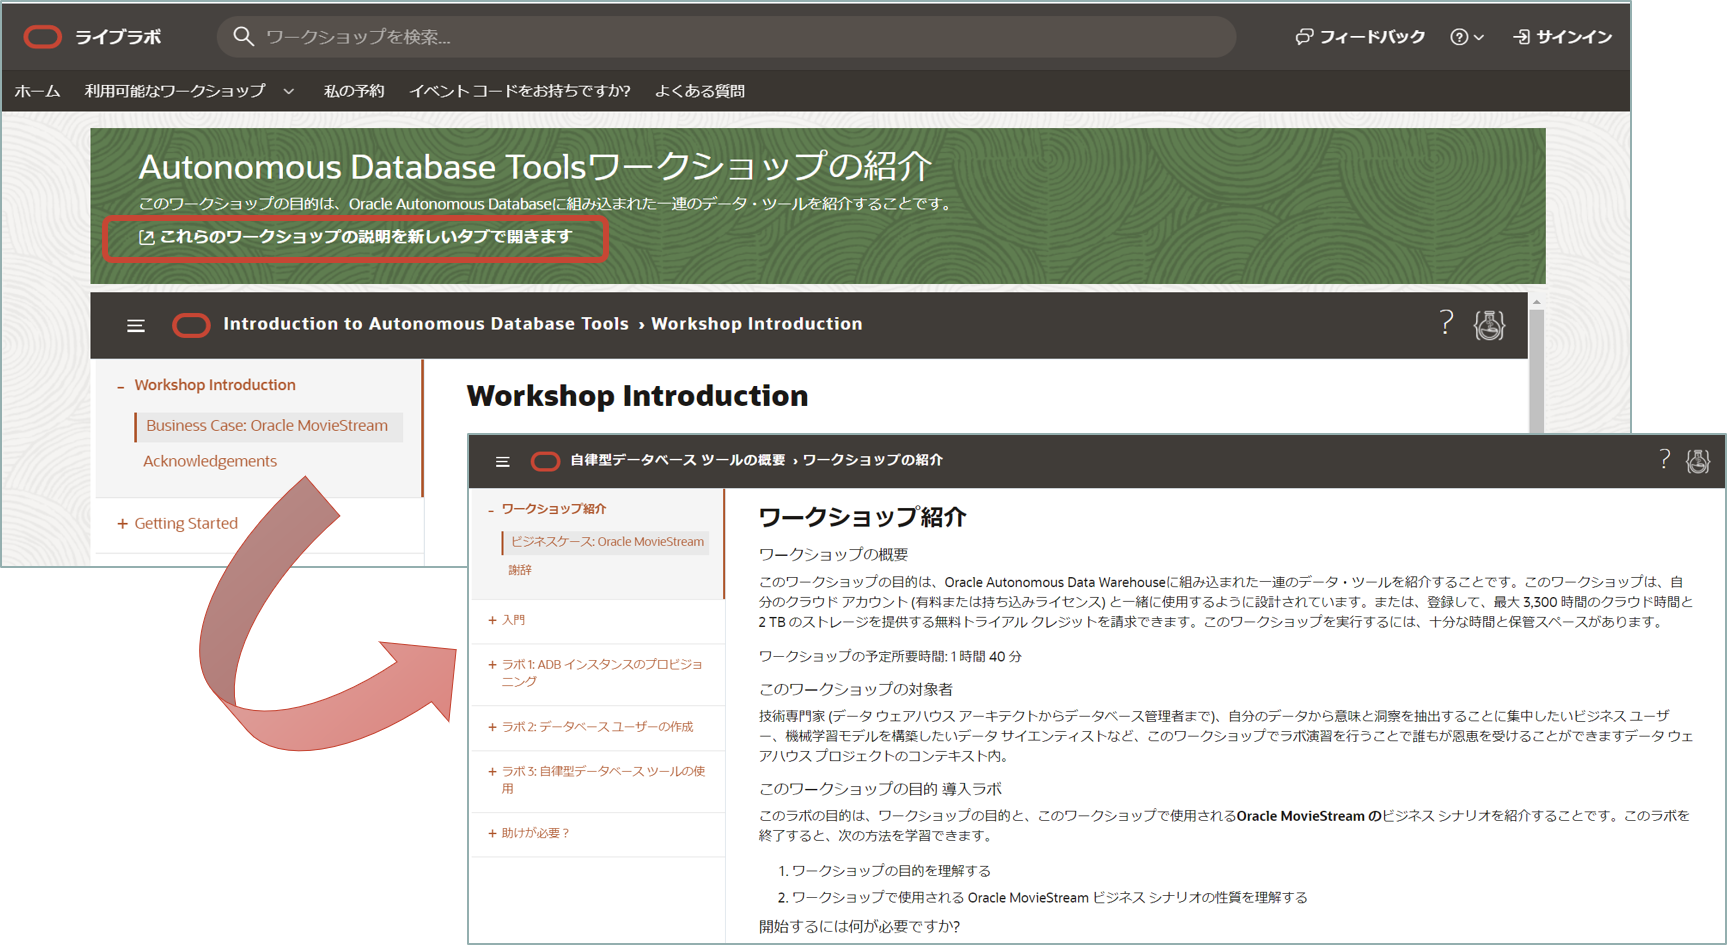 ライブラボ
ワークショップを検索...
フィードバック
サインイン
ホーム 利用可能なワークショップ 私の予約 イベント コードをお持ちですか? よくある質問
Autonomous Database Toolsワークショップの紹介
このワークショップの目的は、Oracle Autonomous Databaseに組み込まれた一連のデータ・ツールを紹介することです。
これらのワークショップの説明を新しいタブで開きます
Introduction to Autonomous Database Tools › Workshop Introduction
?
– Workshop Introduction
Business Case: Oracle MovieStream
Acknowledgements
+ Getting Started
Workshop Introduction
自律型データベース ツールの概要 › ワークショップの紹介
?
– ワークショップ紹介
ビジネスケース: Oracle MovieStream
謝辞
+ 入門
+ ラボ 1: ADB インスタンスのプロビジョ
ニング
+ ラボ 2: データベース ユーザーの作成
+ ラボ 3: 自律型データベース ツールの使
用
+ 助けが必要？
ワークショップ紹介
ワークショップの概要
このワークショップの目的は、Oracle Autonomous Data Warehouseに組み込まれた一連のデータ・ツールを紹介することです。このワークショップは、自
分のクラウド アカウント (有料または持ち込みライセンス) と一緒に使用するように設計されています。または、登録して、最大 3,300 時間のクラウド時間と
2 TB のストレージを提供する無料トライアル クレジットを請求できます。このワークショップを実行するには、十分な時間と保管スペースがあります。
ワークショップの予定所要時間: 1 時間 40 分
このワークショップの対象者
技術専門家 (データ ウェアハウス アーキテクトからデータベース管理者まで)、自分のデータから意味と洞察を抽出することに集中したいビジネス ユーザ
ー、機械学習モデルを構築したいデータ サイエンティストなど、このワークショップでラボ演習を行うことで誰もが恩恵を受けることができますデータ ウェ
アハウス プロジェクトのコンテキスト内。
このワークショップの目的 導入ラボ
このラボの目的は、ワークショップの目的と、このワークショップで使用されるOracle MovieStream のビジネス シナリオを紹介することです。このラボを
終了すると、次の方法を学習できます。
1. ワークショップの目的を理解する
2. ワークショップで使用される Oracle MovieStream ビジネス シナリオの性質を理解する
開始するには何が必要ですか?